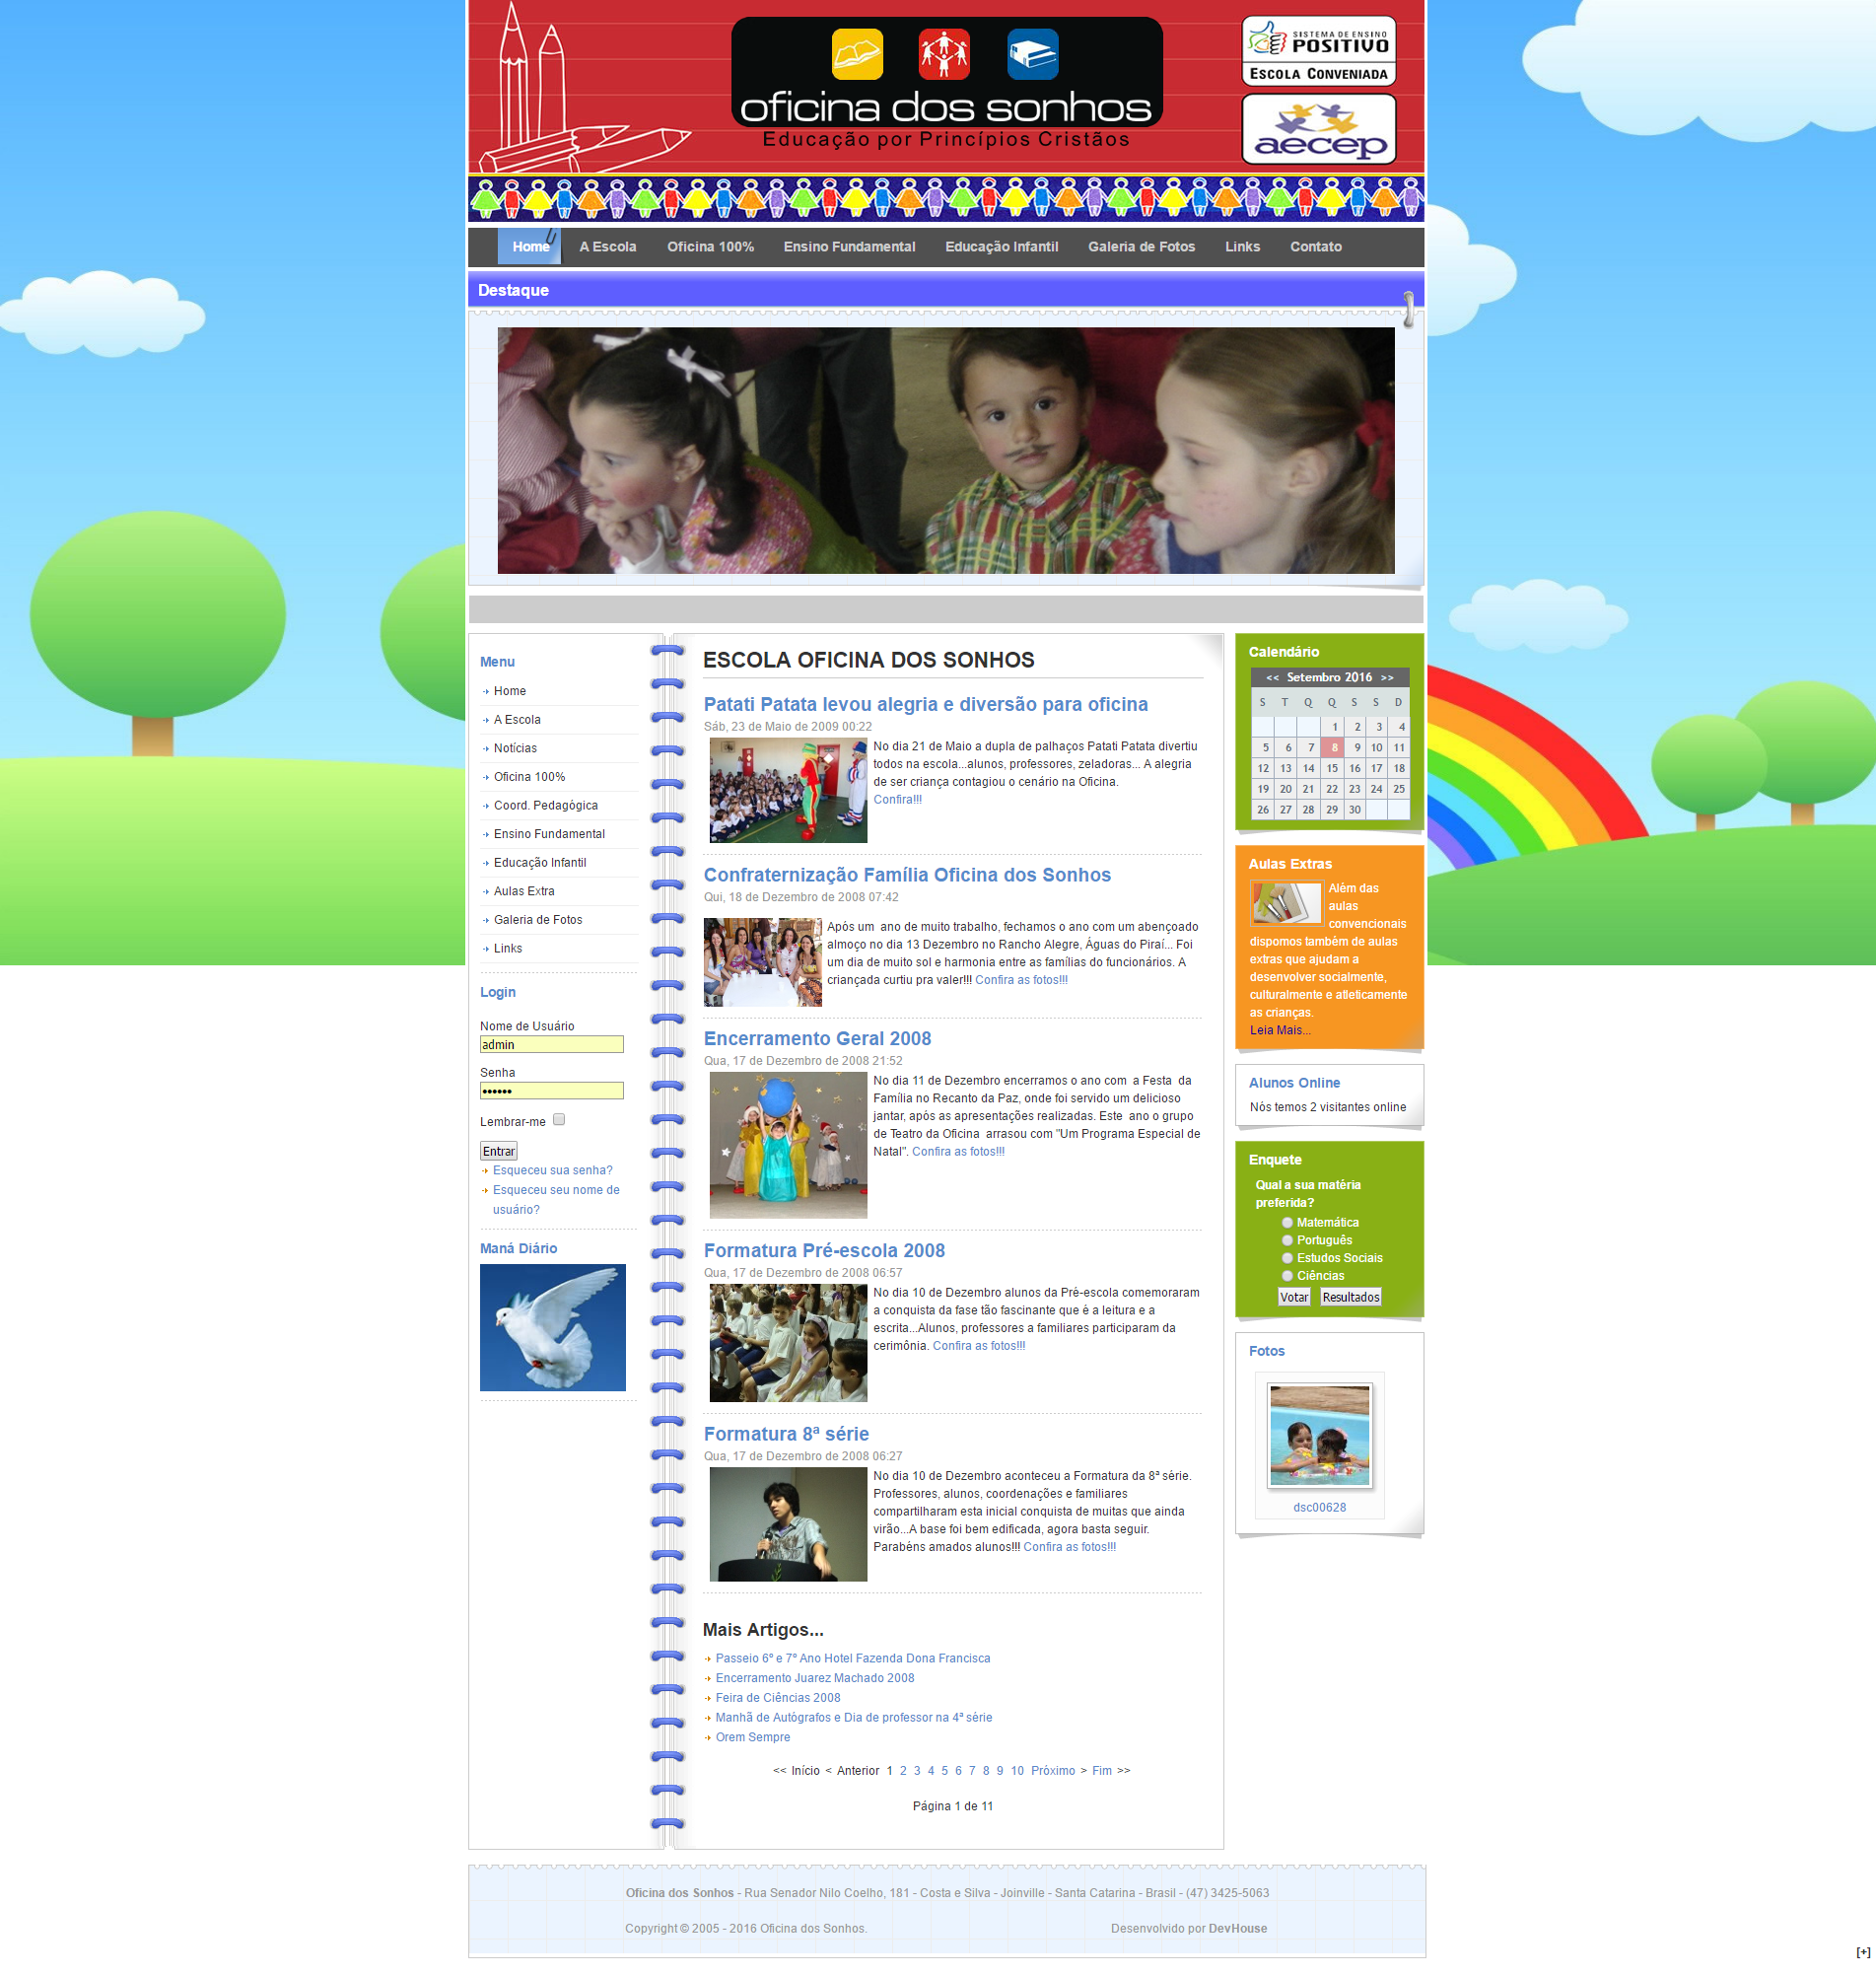 oficina dos sonhos
Educação por Princípios Cristãos
SISTEMA DE ENSINO
POSITIVO
ESCOLA CONVENIADA
aecep
Home A Escola Oficina 100% Ensino Fundamental Educação Infantil Galeria de Fotos Links Contato
Destaque
Menu
Home
A Escola
Notícias
Oficina 100%
Coord. Pedagógica
Ensino Fundamental
Educação Infantil
Aulas Extra
Galeria de Fotos
Links
Login
Nome de Usuário
admin
Senha
••••••
Lembrar-me
Entrar
Esqueceu sua senha?
Esqueceu seu nome de
usuário?
Maná Diário
ESCOLA OFICINA DOS SONHOS
Patati Patata levou alegria e diversão para oficina
Sáb, 23 de Maio de 2009 00:22
No dia 21 de Maio a dupla de palhaços Patati Patata divertiu
todos na escola...alunos, professores, zeladoras... A alegria
de ser criança contagiou o cenário na Oficina.
Confira!!!
Confraternização Família Oficina dos Sonhos
Qui, 18 de Dezembro de 2008 07:42
Após um  ano de muito trabalho, fechamos o ano com um abençoado
almoço no dia 13 Dezembro no Rancho Alegre, Águas do Piraí... Foi
um dia de muito sol e harmonia entre as famílias do funcionários. A
criançada curtiu pra valer!!! Confira as fotos!!!
Encerramento Geral 2008
Qua, 17 de Dezembro de 2008 21:52
No dia 11 de Dezembro encerramos o ano com  a Festa  da
Família no Recanto da Paz, onde foi servido um delicioso
jantar, após as apresentações realizadas. Este  ano o grupo
de Teatro da Oficina  arrasou com "Um Programa Especial de
Natal". Confira as fotos!!!
Formatura Pré-escola 2008
Qua, 17 de Dezembro de 2008 06:57
No dia 10 de Dezembro alunos da Pré-escola comemoraram
a conquista da fase tão fascinante que é a leitura e a
escrita...Alunos, professores a familiares participaram da
cerimônia. Confira as fotos!!!
Formatura 8ª série
Qua, 17 de Dezembro de 2008 06:27
No dia 10 de Dezembro aconteceu a Formatura da 8ª série.
Professores, alunos, coordenações e familiares
compartilharam esta inicial conquista de muitas que ainda
virão...A base foi bem edificada, agora basta seguir.
Parabéns amados alunos!!! Confira as fotos!!!
Mais Artigos...
Passeio 6º e 7º Ano Hotel Fazenda Dona Francisca
Encerramento Juarez Machado 2008
Feira de Ciências 2008
Manhã de Autógrafos e Dia de professor na 4ª série
Orem Sempre
<< Início < Anterior 1 2 3 4 5 6 7 8 9 10 Próximo > Fim >>
Página 1 de 11
Calendário
<< Setembro 2016 >>
S T Q Q S S D
1 2 3 4
5 6 7 8 9 10 11
12 13 14 15 16 17 18
19 20 21 22 23 24 25
26 27 28 29 30
Aulas Extras
Além das
aulas
convencionais
dispomos também de aulas
extras que ajudam a
desenvolver socialmente,
culturalmente e atleticamente
as crianças.
Leia Mais...
Alunos Online
Nós temos 2 visitantes online
Enquete
Qual a sua matéria
preferida?
Matemática
Português
Estudos Sociais
Ciências
Votar Resultados
Fotos
dsc00628
Oficina dos Sonhos - Rua Senador Nilo Coelho, 181 - Costa e Silva - Joinville - Santa Catarina - Brasil - (47) 3425-5063
Copyright © 2005 - 2016 Oficina dos Sonhos. Desenvolvido por DevHouse
[+]